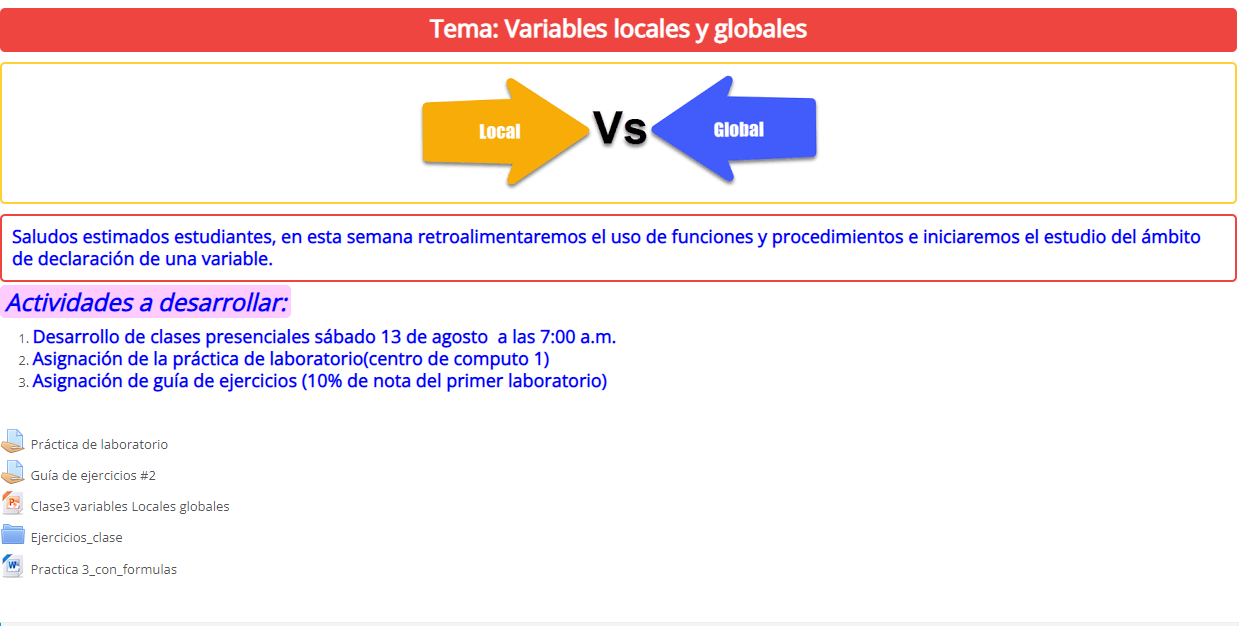 Tema: Variables locales y globales
Local Vs Global
Saludos estimados estudiantes, en esta semana retroalimentaremos el uso de funciones y procedimientos e iniciaremos el estudio del ámbito
de declaración de una variable.
Actividades a desarrollar:
1. Desarrollo de clases presenciales sábado 13 de agosto  a las 7:00 a.m.
2. Asignación de la práctica de laboratorio(centro de computo 1)
3. Asignación de guía de ejercicios (10% de nota del primer laboratorio)
Práctica de laboratorio
Guía de ejercicios #2
Clase3 variables Locales globales
Ejercicios_clase
Practica 3_con_formulas